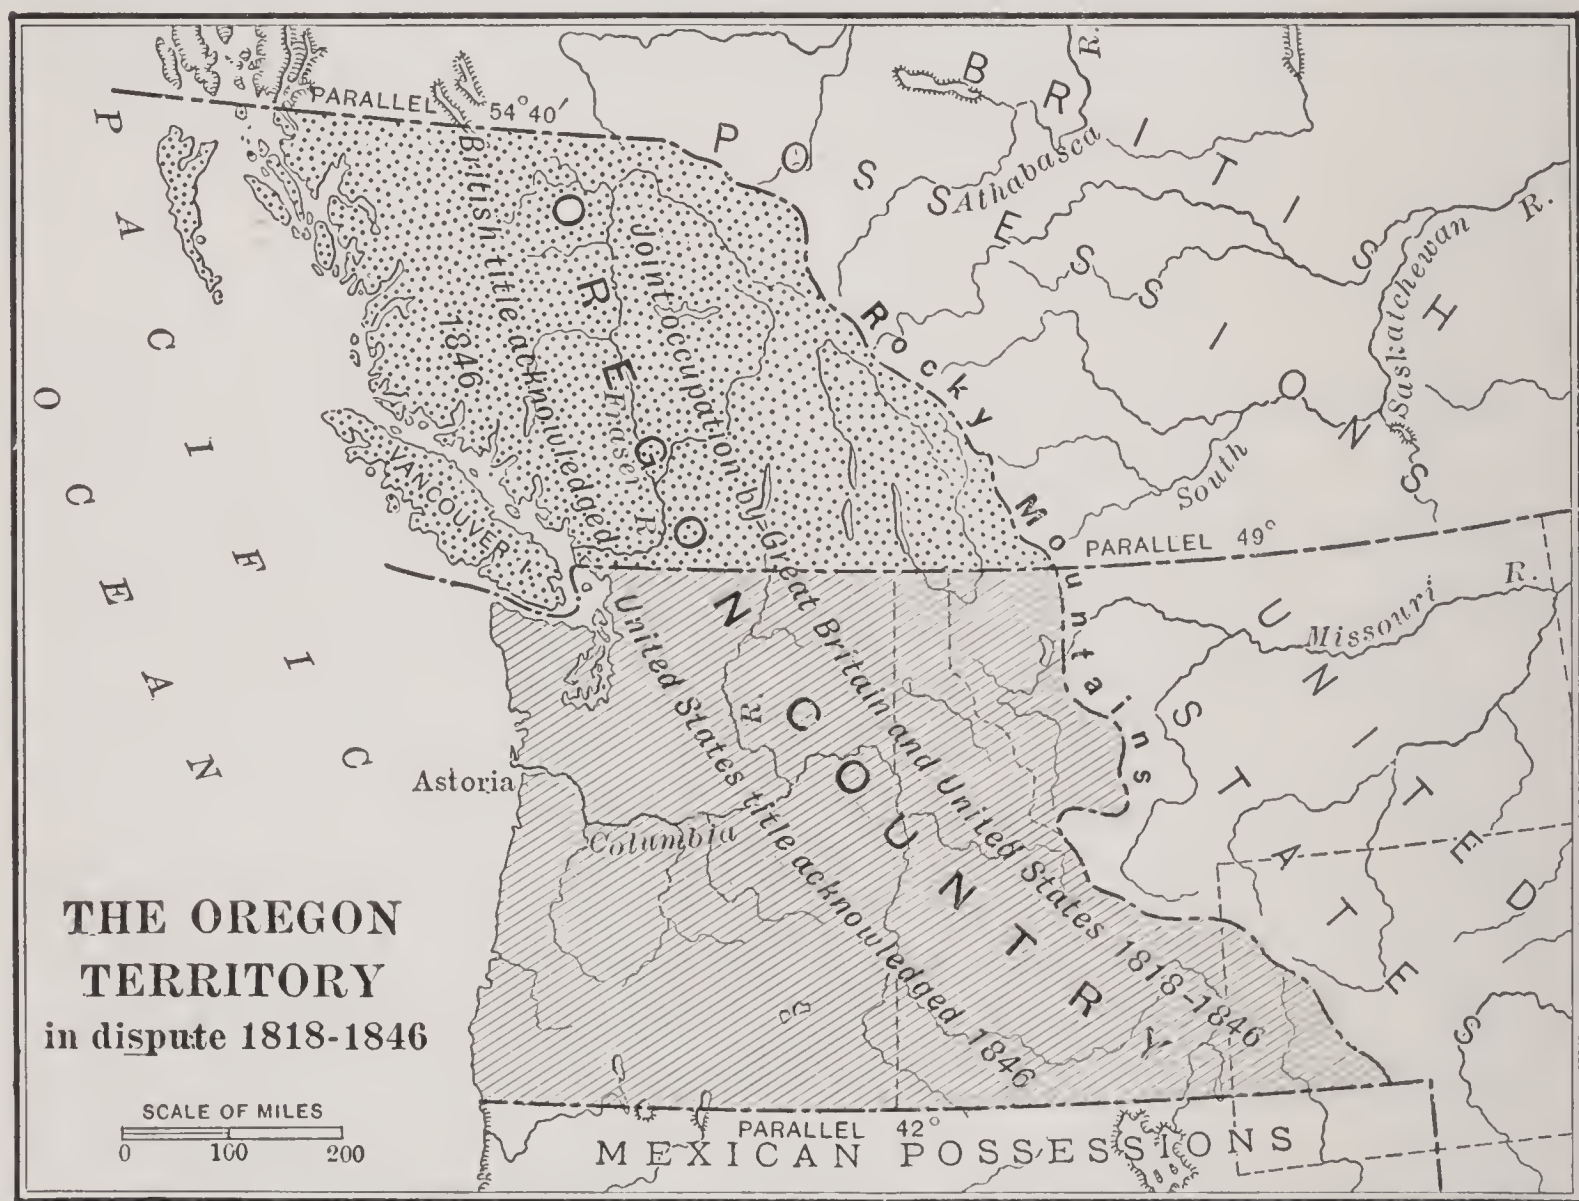 PARALLEL 54°40′
PACIFIC
OCEAN
BRITISH
POSSESSIONS
Athabasca
R.
Saskatchewan
R.
South
Rocky Mountains
OREGON COUNTRY
British title acknowledged
1846
Joint occupation by Great Britain and United States 1818-1846
Fraser R.
VANCOUVER I.
PARALLEL 49°
United States title acknowledged 1846
Missouri R.
UNITED
STATES
Astoria
Columbia
R.
THE OREGON
TERRITORY
in dispute 1818-1846
SCALE OF MILES
0 100 200
PARALLEL 42°
MEXICAN POSSESSIONS